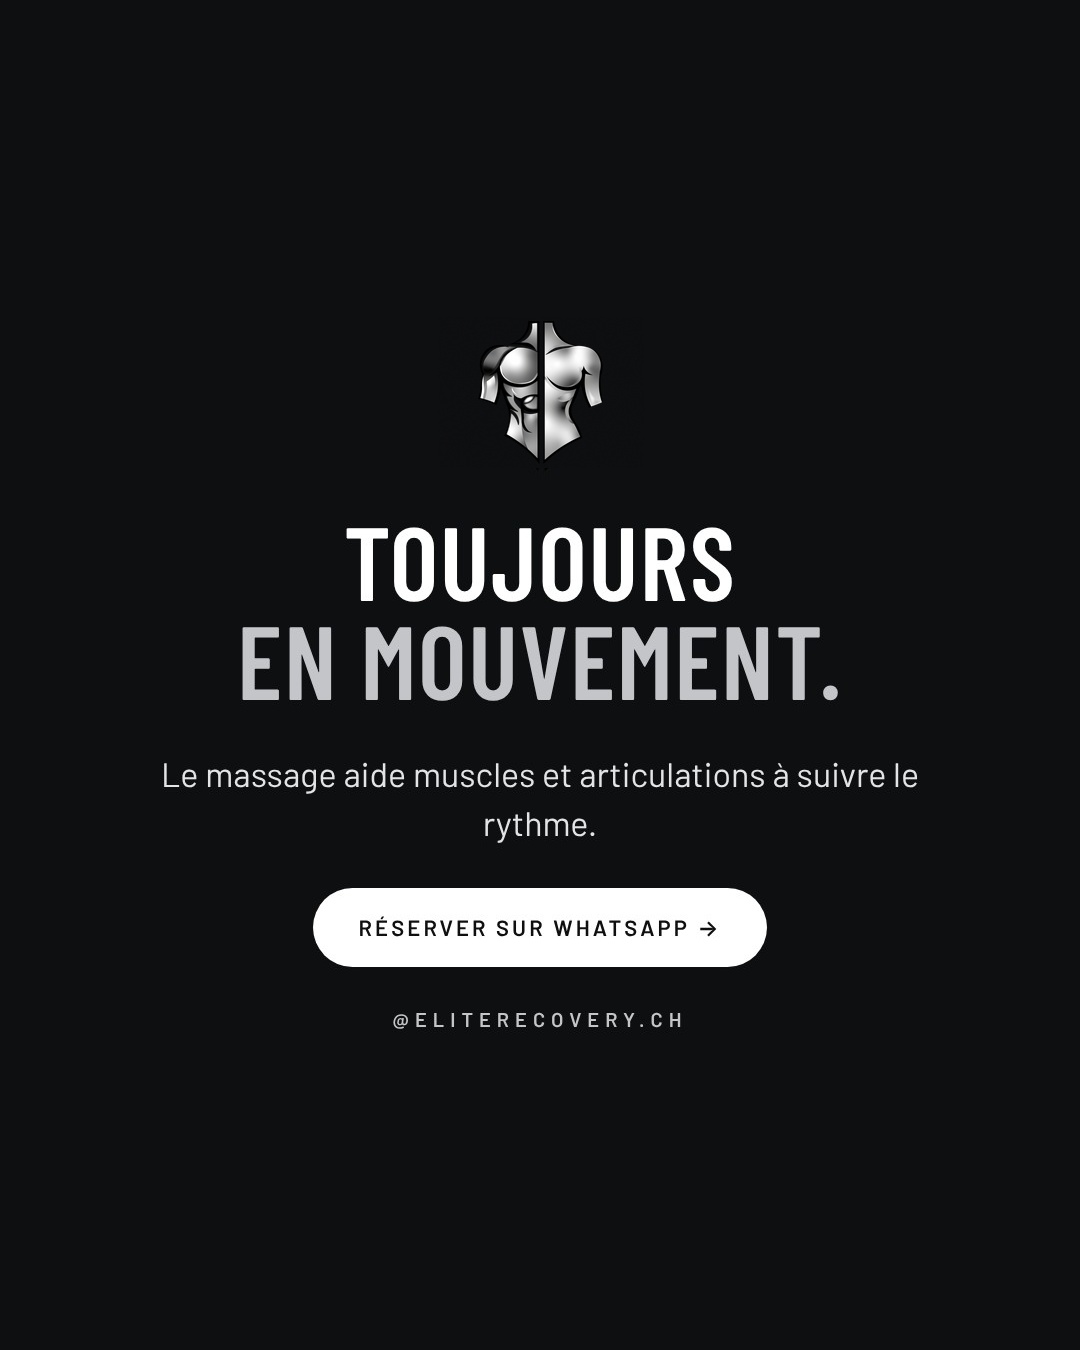 TOUJOURS
EN MOUVEMENT.
Le massage aide muscles et articulations à suivre le
rythme.
RÉSERVER SUR WHATSAPP →
@ELITERECOVERY.CH